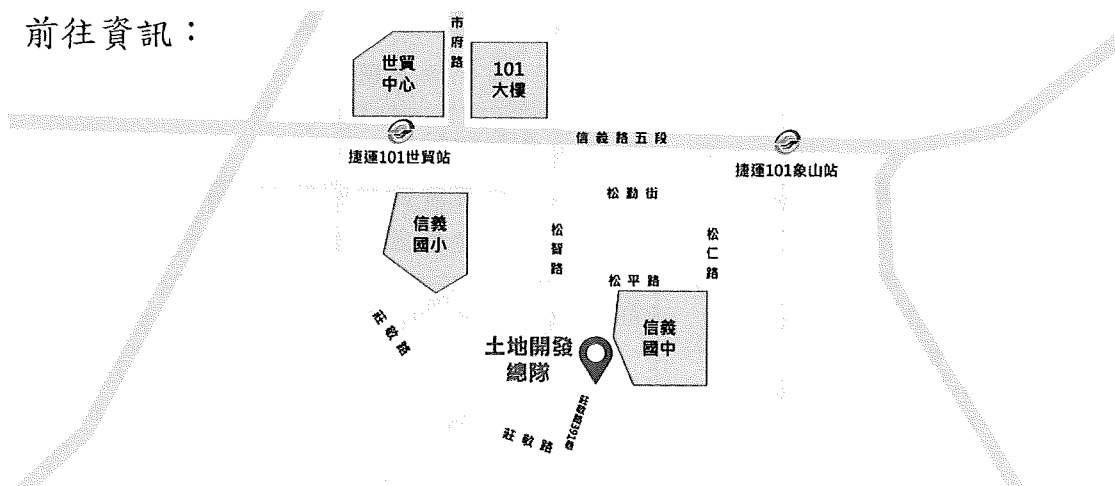 前往資訊：
市府路
世貿
中心
101
大樓
信義路五段
捷運101世貿站
捷運101象山站
松勤街
信義
國小
松智路
松仁路
松平路
莊敬路
信義
國中
土地開發
總隊
莊敬路391巷
莊敬路